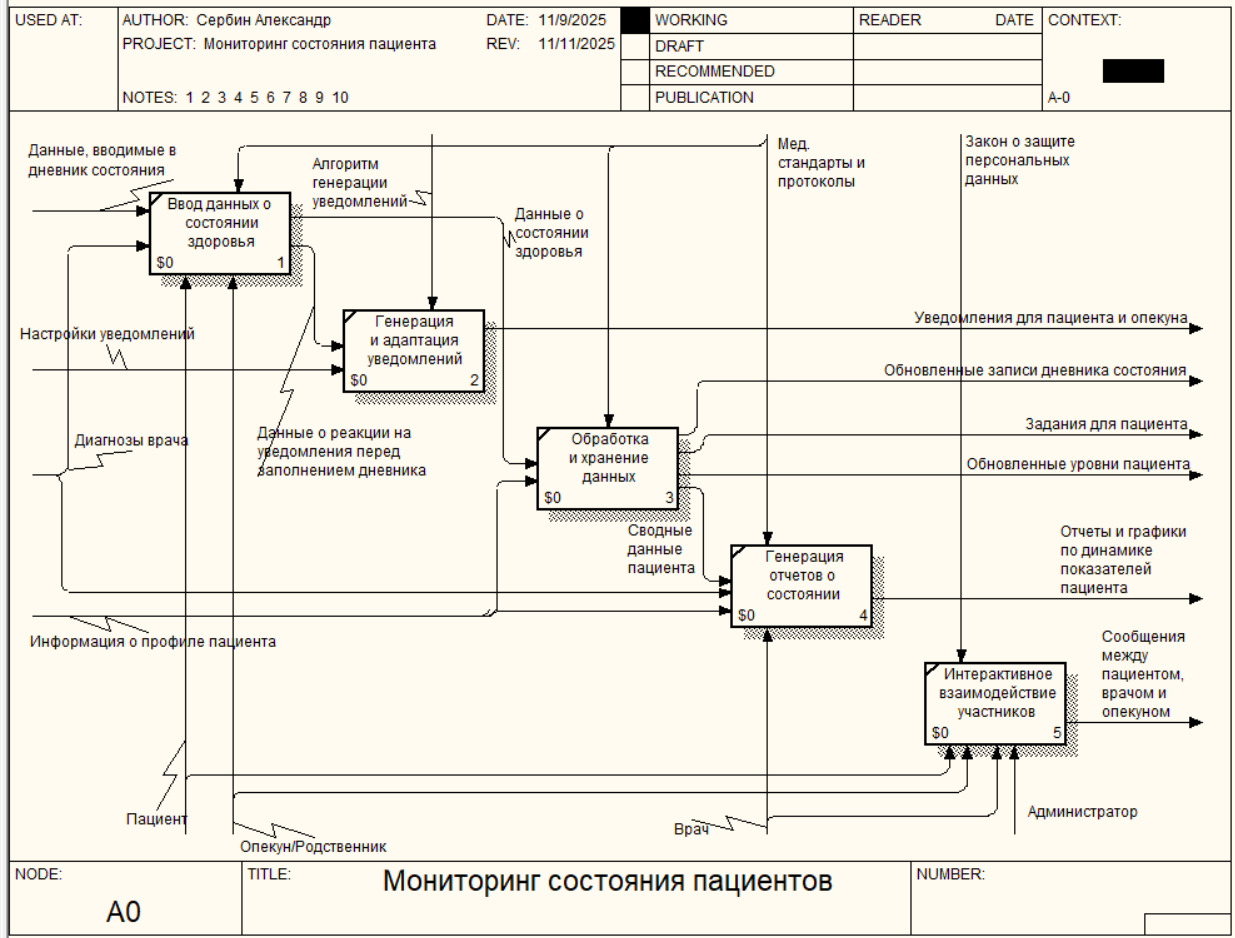 USED AT:
AUTHOR: Сербин Александр
DATE: 11/9/2025
PROJECT: Мониторинг состояния пациента
REV: 11/11/2025
NOTES: 1 2 3 4 5 6 7 8 9 10
WORKING
DRAFT
RECOMMENDED
PUBLICATION
READER
DATE
CONTEXT:
A-0
Данные, вводимые в
дневник состояния
Алгоритм
генерации
уведомлений
Мед.
стандарты и
протоколы
Закон о защите
персональных
данных
Ввод данных о
состоянии
здоровья
$0
1
Данные о
состоянии
здоровья
Настройки уведомлений
Генерация
и адаптация
уведомлений
$0
2
Уведомления для пациента и опекуна
Обновленные записи дневника состояния
Диагнозы врача
Данные о реакции на
уведомления перед
заполнением дневника
Обработка
и хранение
данных
$0
3
Задания для пациента
Обновленные уровни пациента
Сводные
данные
пациента
Генерация
отчетов о
состоянии
$0
4
Отчеты и графики
по динамике
показателей
пациента
Информация о профиле пациента
Интерактивное
взаимодействие
участников
$0
5
Сообщения
между
пациентом,
врачом и
опекуном
Пациент
Опекун/Родственник
Врач
Администратор
NODE:
A0
TITLE:
Мониторинг состояния пациентов
NUMBER: